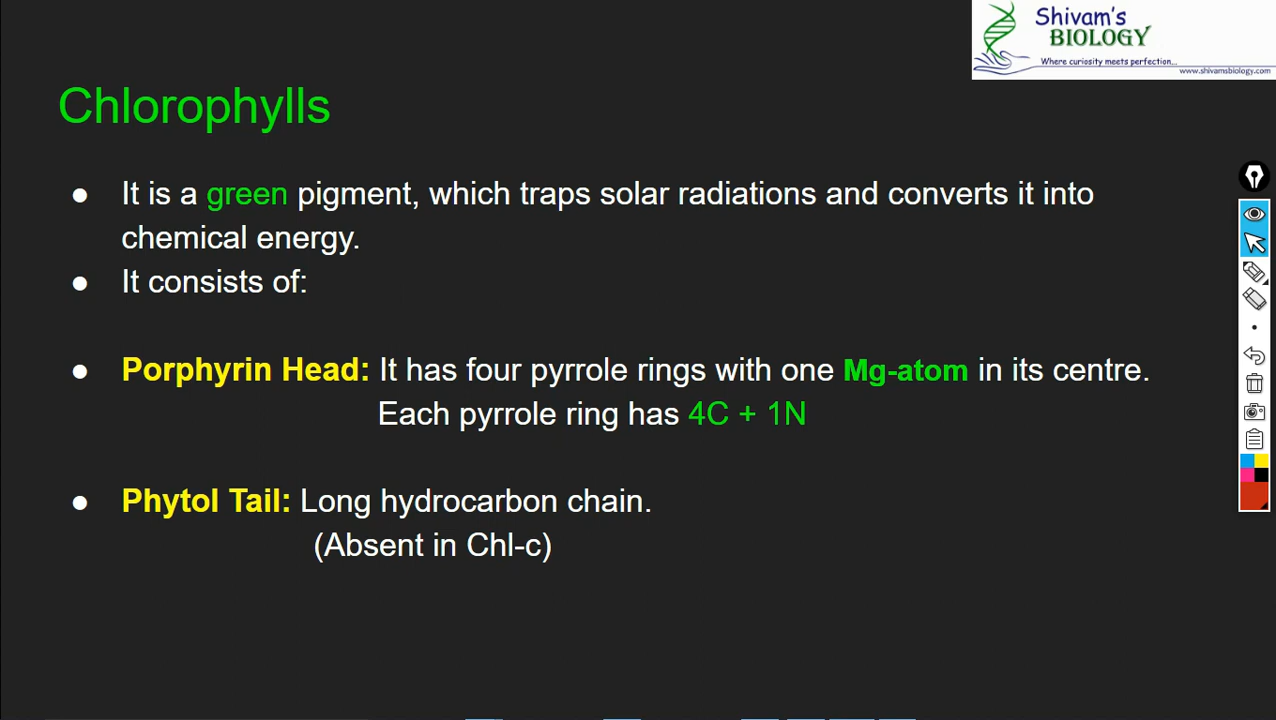 Shivam's
BIOLOGY
Where curiosity meets perfection...
www.shivamsbiology.com
Chlorophylls
● It is a green pigment, which traps solar radiations and converts it into
chemical energy.
● It consists of:
● Porphyrin Head: It has four pyrrole rings with one Mg-atom in its centre.
Each pyrrole ring has 4C + 1N
● Phytol Tail: Long hydrocarbon chain.
(Absent in Chl-c)